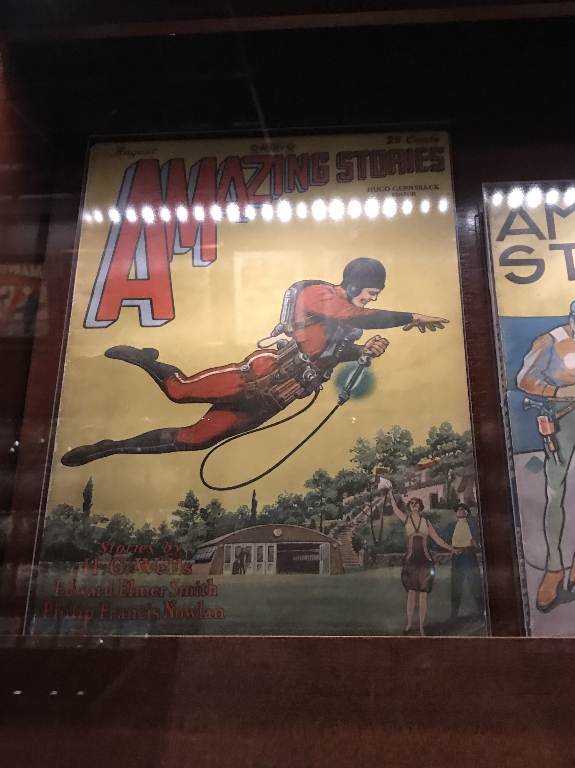 August
25 Cents
AMAZING STORIES
HUGO GERNSBACK
EDITOR
Stories by
H. G. Wells
Edward Elmer Smith
Philip Francis Nowlan
AM
ST